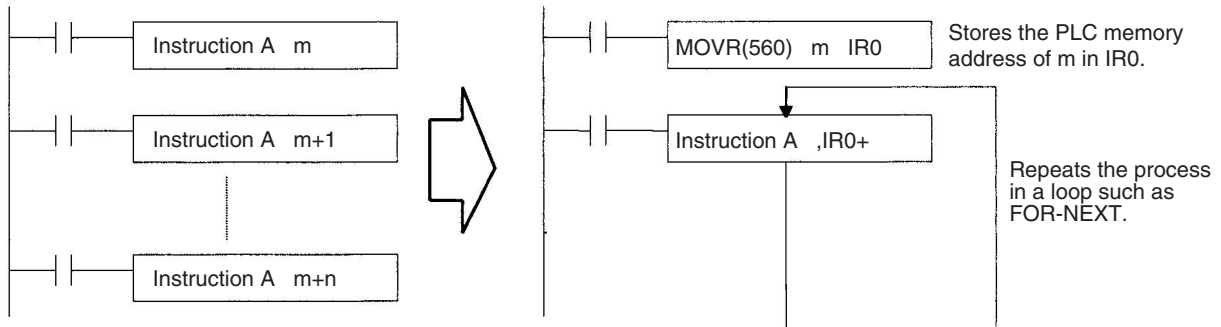 Instruction A m
Instruction A m+1
Instruction A m+n
MOVR(560) m IR0
Stores the PLC memory
address of m in IR0.
Instruction A ,IR0+
Repeats the process
in a loop such as
FOR-NEXT.